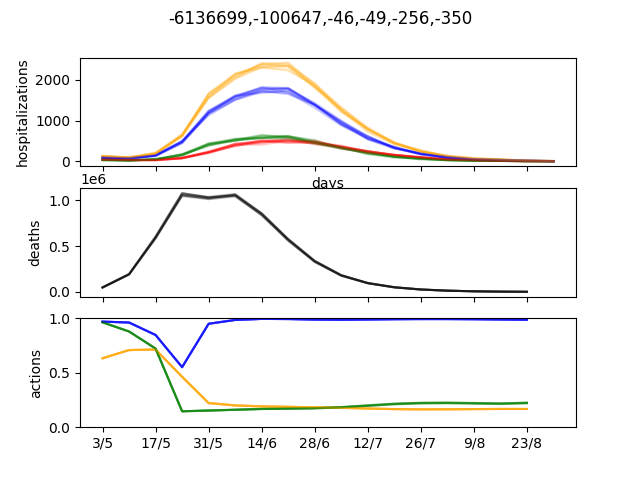 -6136699,-100647,-46,-49,-256,-350
hospitalizations
2000
1000
0
days
1e6
deaths
1.0
0.5
0.0
actions
1.0
0.5
0.0
3/5 17/5 31/5 14/6 28/6 12/7 26/7 9/8 23/8